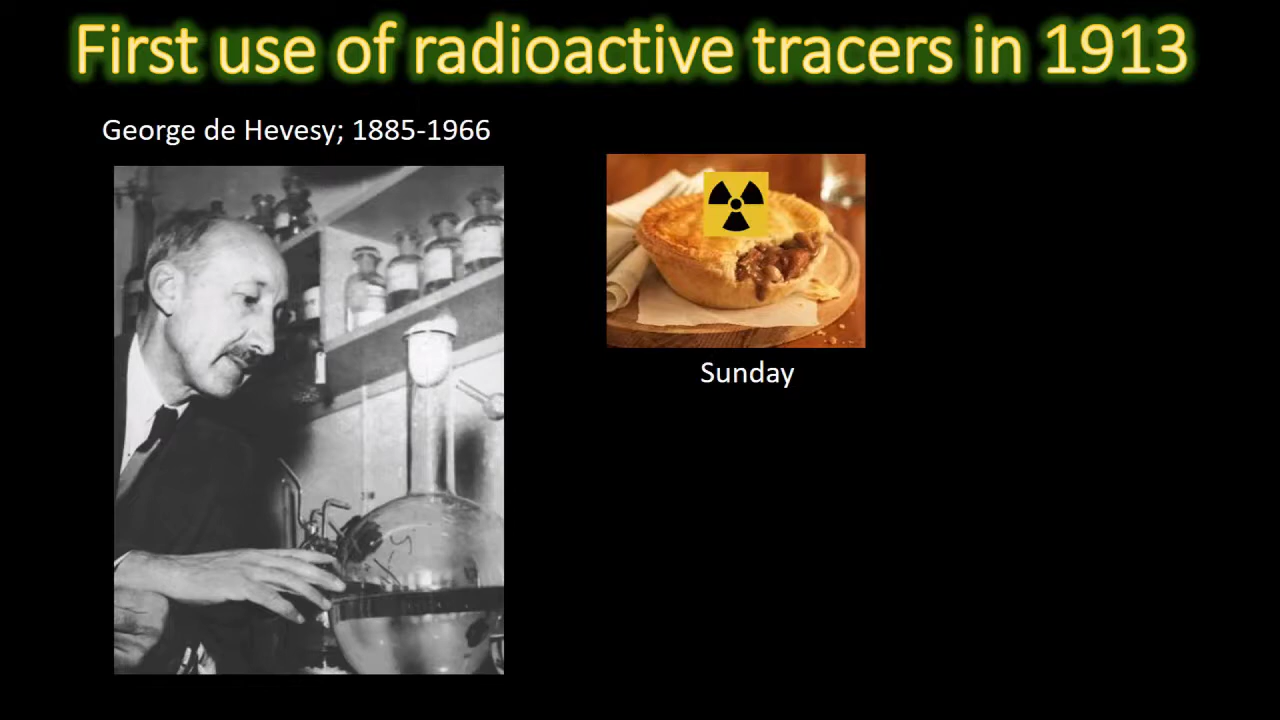 First use of radioactive tracers in 1913
George de Hevesy; 1885-1966
Sunday